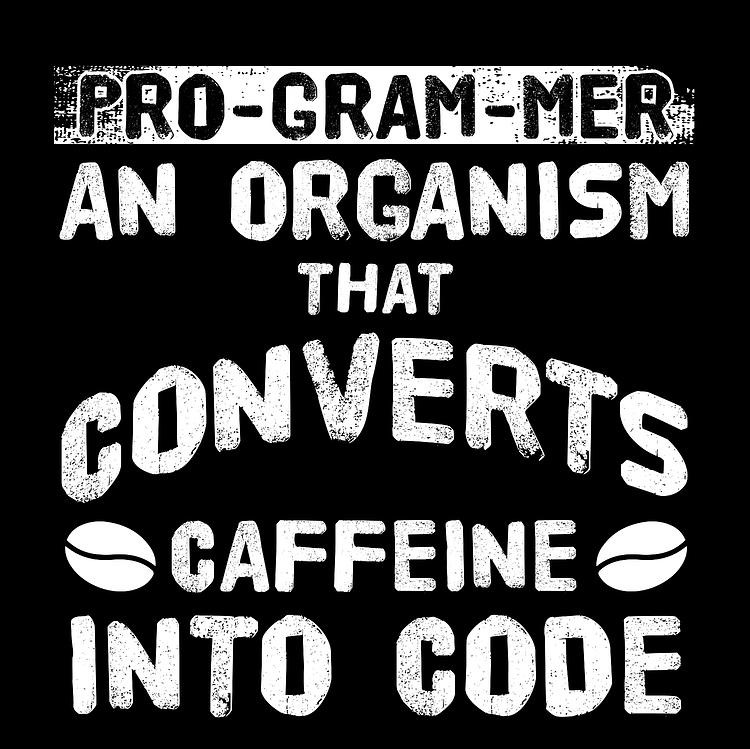 PRO-GRAM-MER
AN ORGANISM
THAT
CONVERTS
CAFFEINE
INTO CODE